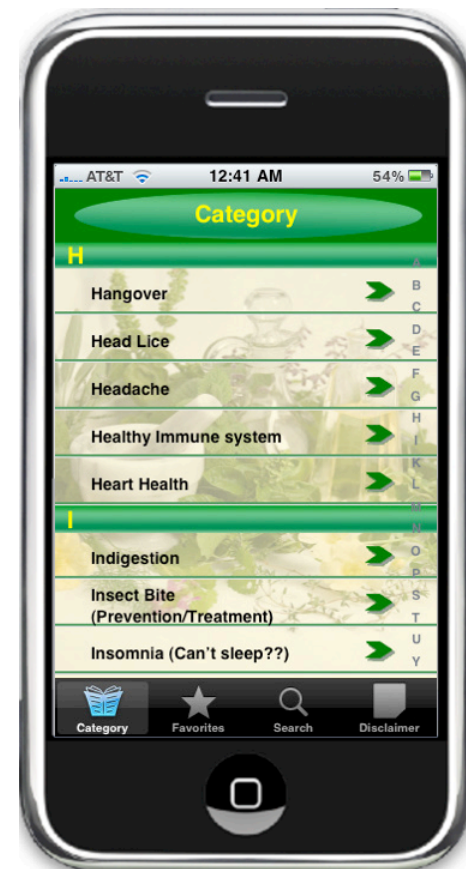 AT&T 12:41 AM 54%
Category
H
Hangover
Head Lice
Headache
Healthy Immune system
Heart Health
I
Indigestion
Insect Bite
(Prevention/Treatment)
Insomnia (Can't sleep??)
A
B
C
D
E
F
G
H
I
K
L
M
N
O
P
S
T
U
Y
Category Favorites Search Disclaimer